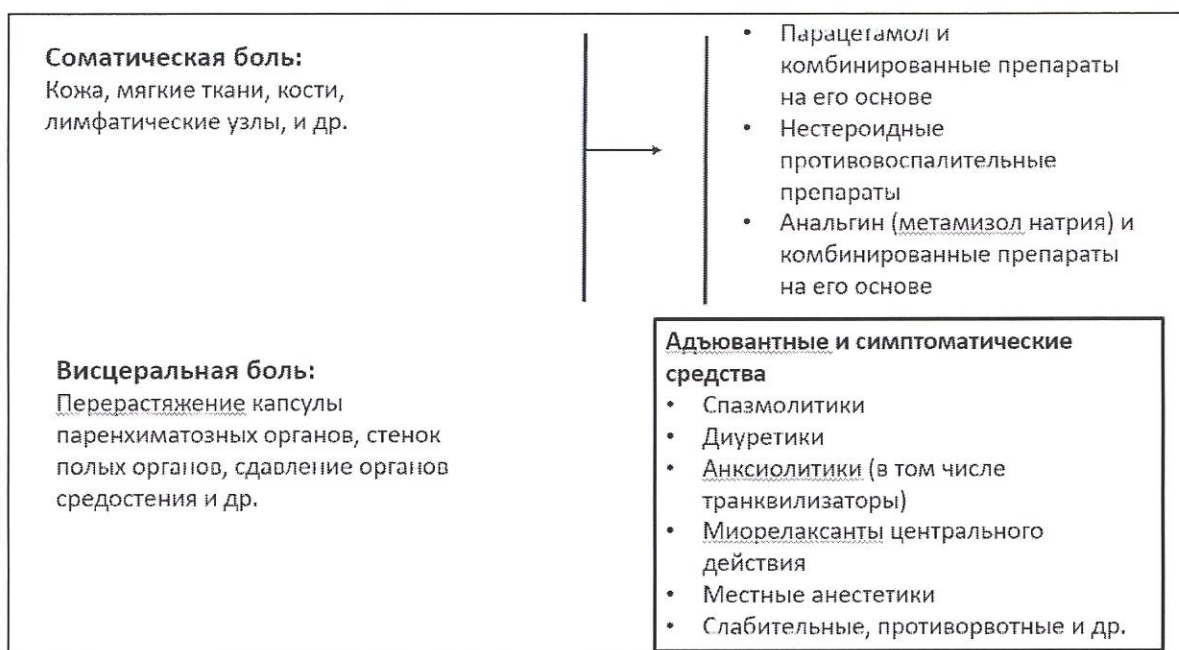 Соматическая боль:
Кожа, мягкие ткани, кости,
лимфатические узлы, и др.
• Парацетамол и
комбинированные препараты
на его основе
• Нестероидные
противовоспалительные
препараты
• Анальгин (метамизол натрия) и
комбинированные препараты
на его основе
Висцеральная боль:
Перерастяжение капсулы
паренхиматозных органов, стенок
полых органов, сдавление органов
средостения и др.
Адъювантные и симптоматические
средства
• Спазмолитики
• Диуретики
• Анксиолитики (в том числе
транквилизаторы)
• Миорелаксанты центрального
действия
• Местные анестетики
• Слабительные, противорвотные и др.